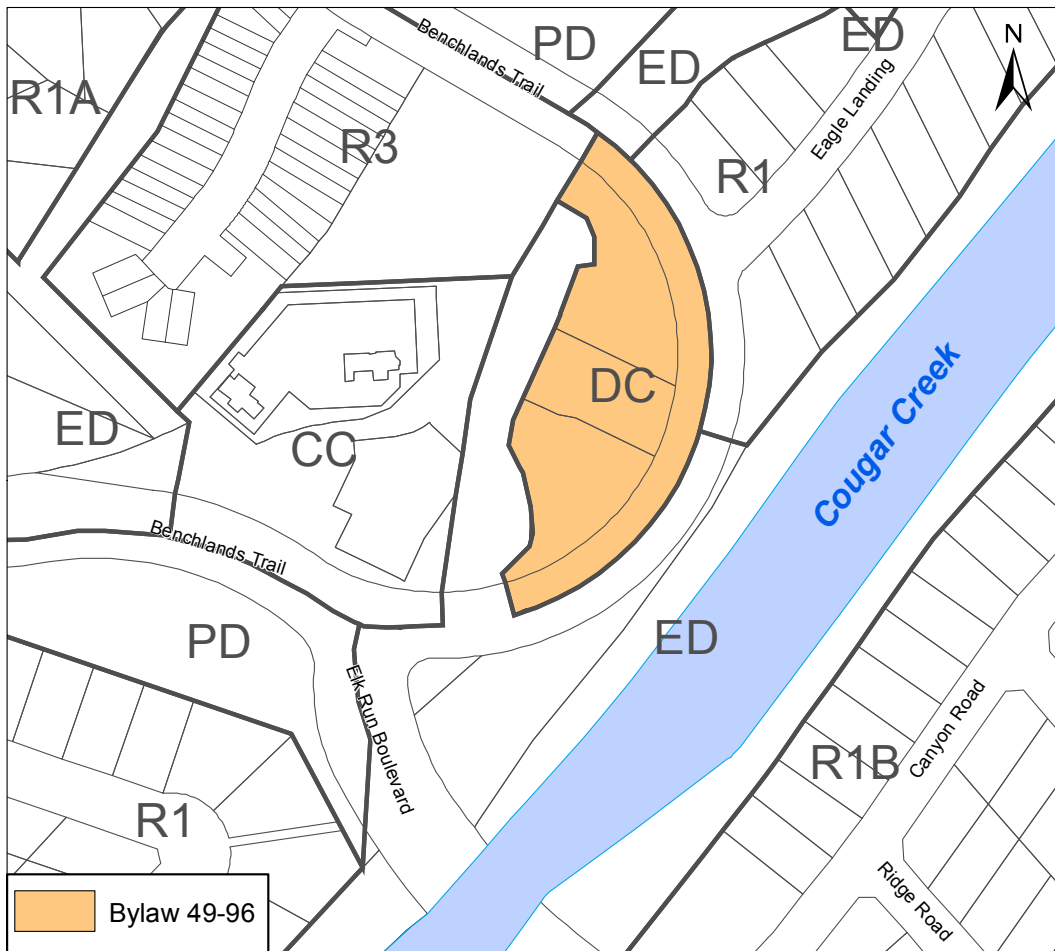 Benchlands Trail
PD
ED
ED
N
R1A
R3
Eagle Landing
R1
DC
ED
CC
Cougar Creek
Benchlands Trail
PD
ED
Elk Run Boulevard
R1B
Canyon Road
R1
Ridge Road
Bylaw 49-96